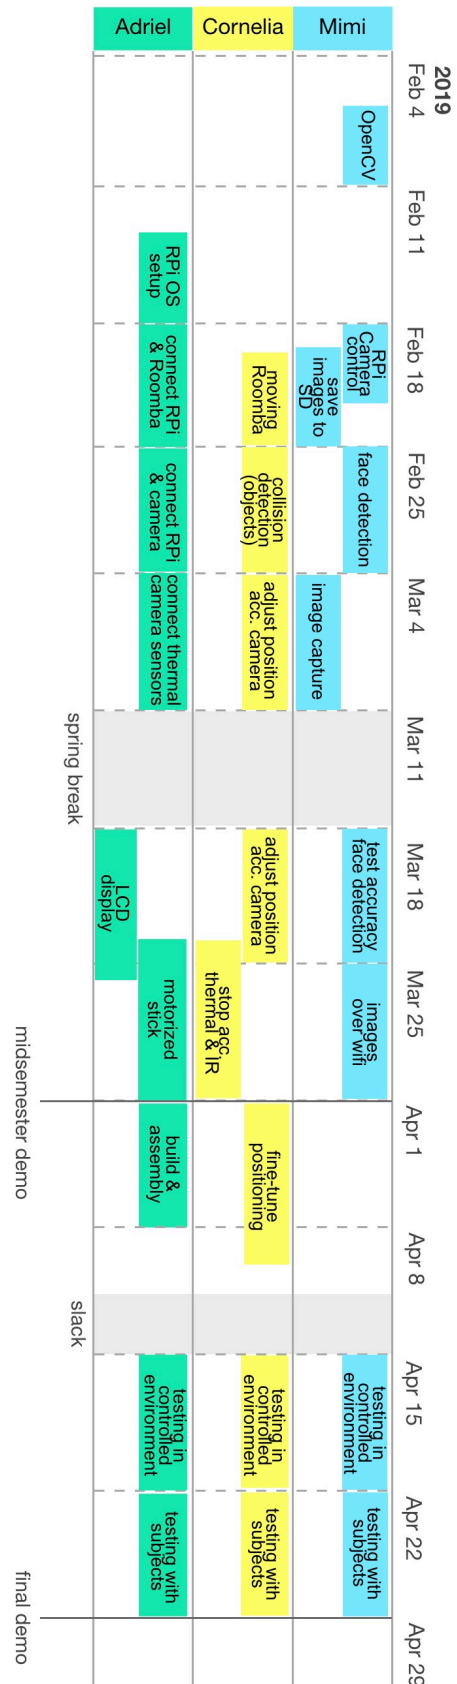 2019
Feb 4
Feb 11
Feb 18
Feb 25
Mar 4
Mar 11
Mar 18
Mar 25
Apr 1
Apr 8
Apr 15
Apr 22
Apr 29
Mimi
OpenCV
RPi
Camera
control
save
images to
SD
face detection
image capture
test accuracy
face detection
images
over wifi
testing in
controlled
environment
testing with
subjects
Cornelia
moving
Roomba
collision
detection
(objects)
adjust position
acc. camera
adjust position
acc. camera
stop acc.
thermal & IR
fine-tune
positioning
testing in
controlled
environment
testing with
subjects
Adriel
RPi OS
setup
connect RPi
& Roomba
connect RPi
& camera
connect thermal
camera sensors
LCD
display
motorized
stick
build &
assembly
testing in
controlled
environment
testing with
subjects
spring break
midsemester demo
slack
final demo